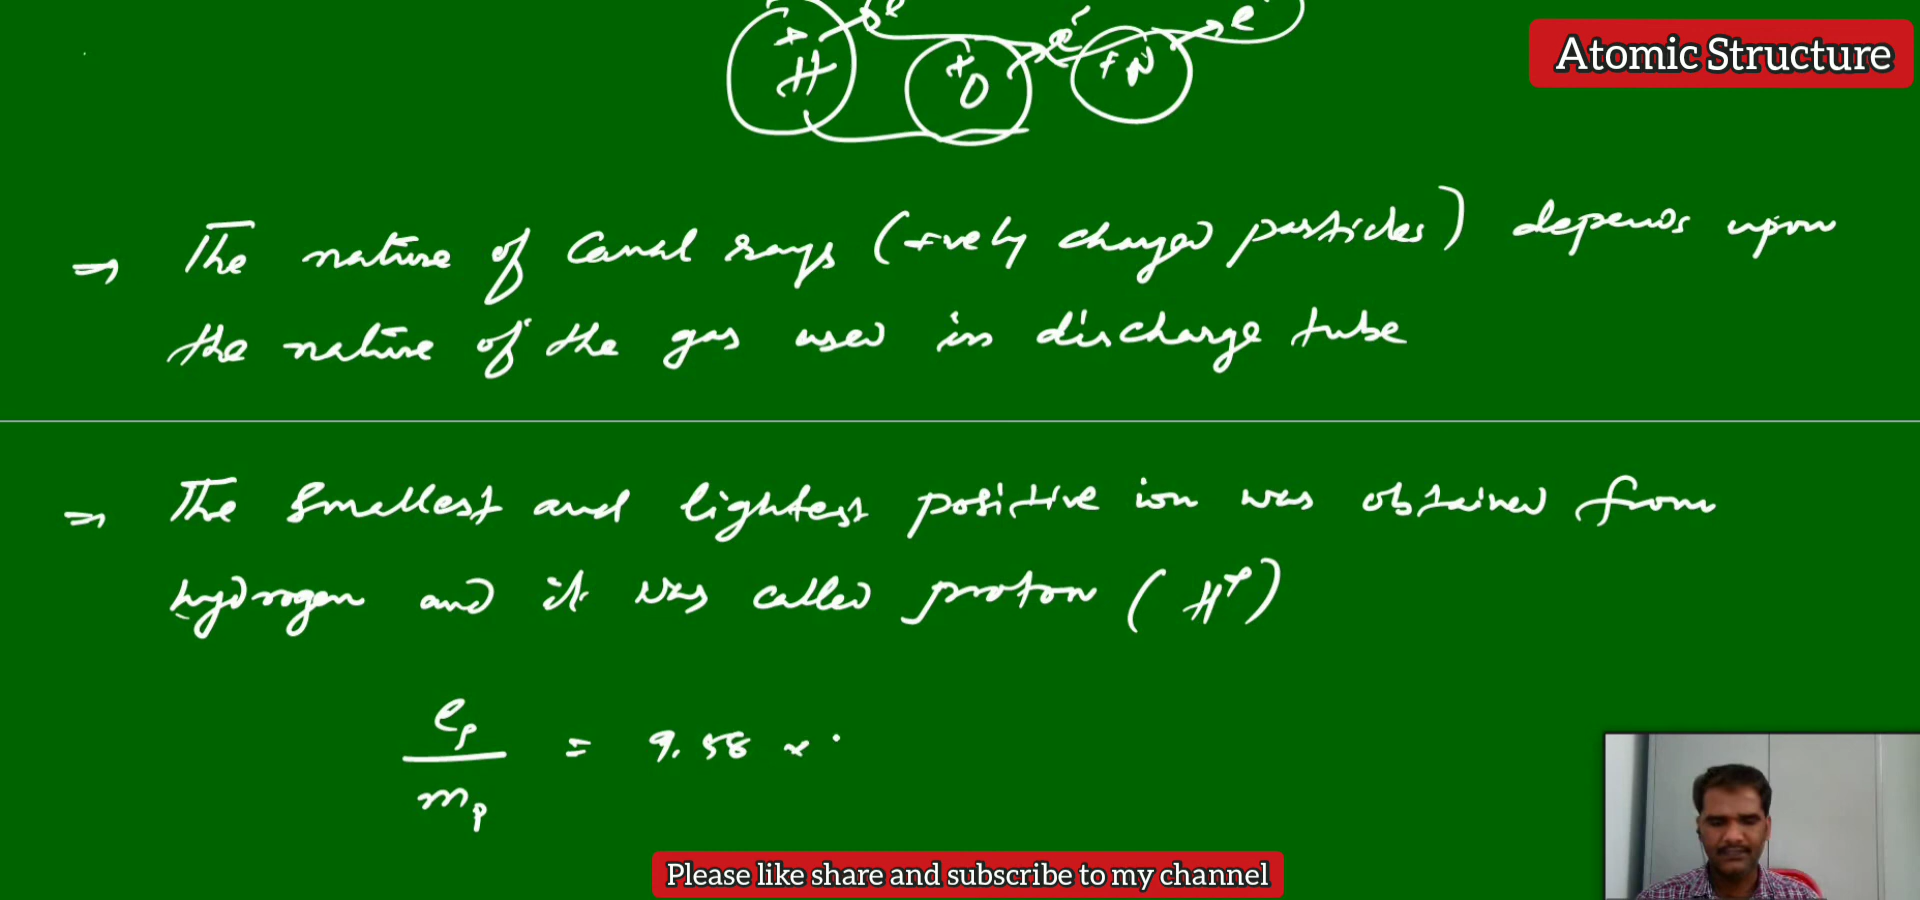 Atomic Structure
+ H e⁻ + D e⁻ + N e⁻
⇒ The nature of Canal rays (+vely charged particles) depends upon
the nature of the gas used in discharge tube
⇒ The smallest and lightest positive ion was obtained from
hydrogen and it was called proton (H⁺)
e_p / m_p = 9.58 ×
Please like share and subscribe to my channel